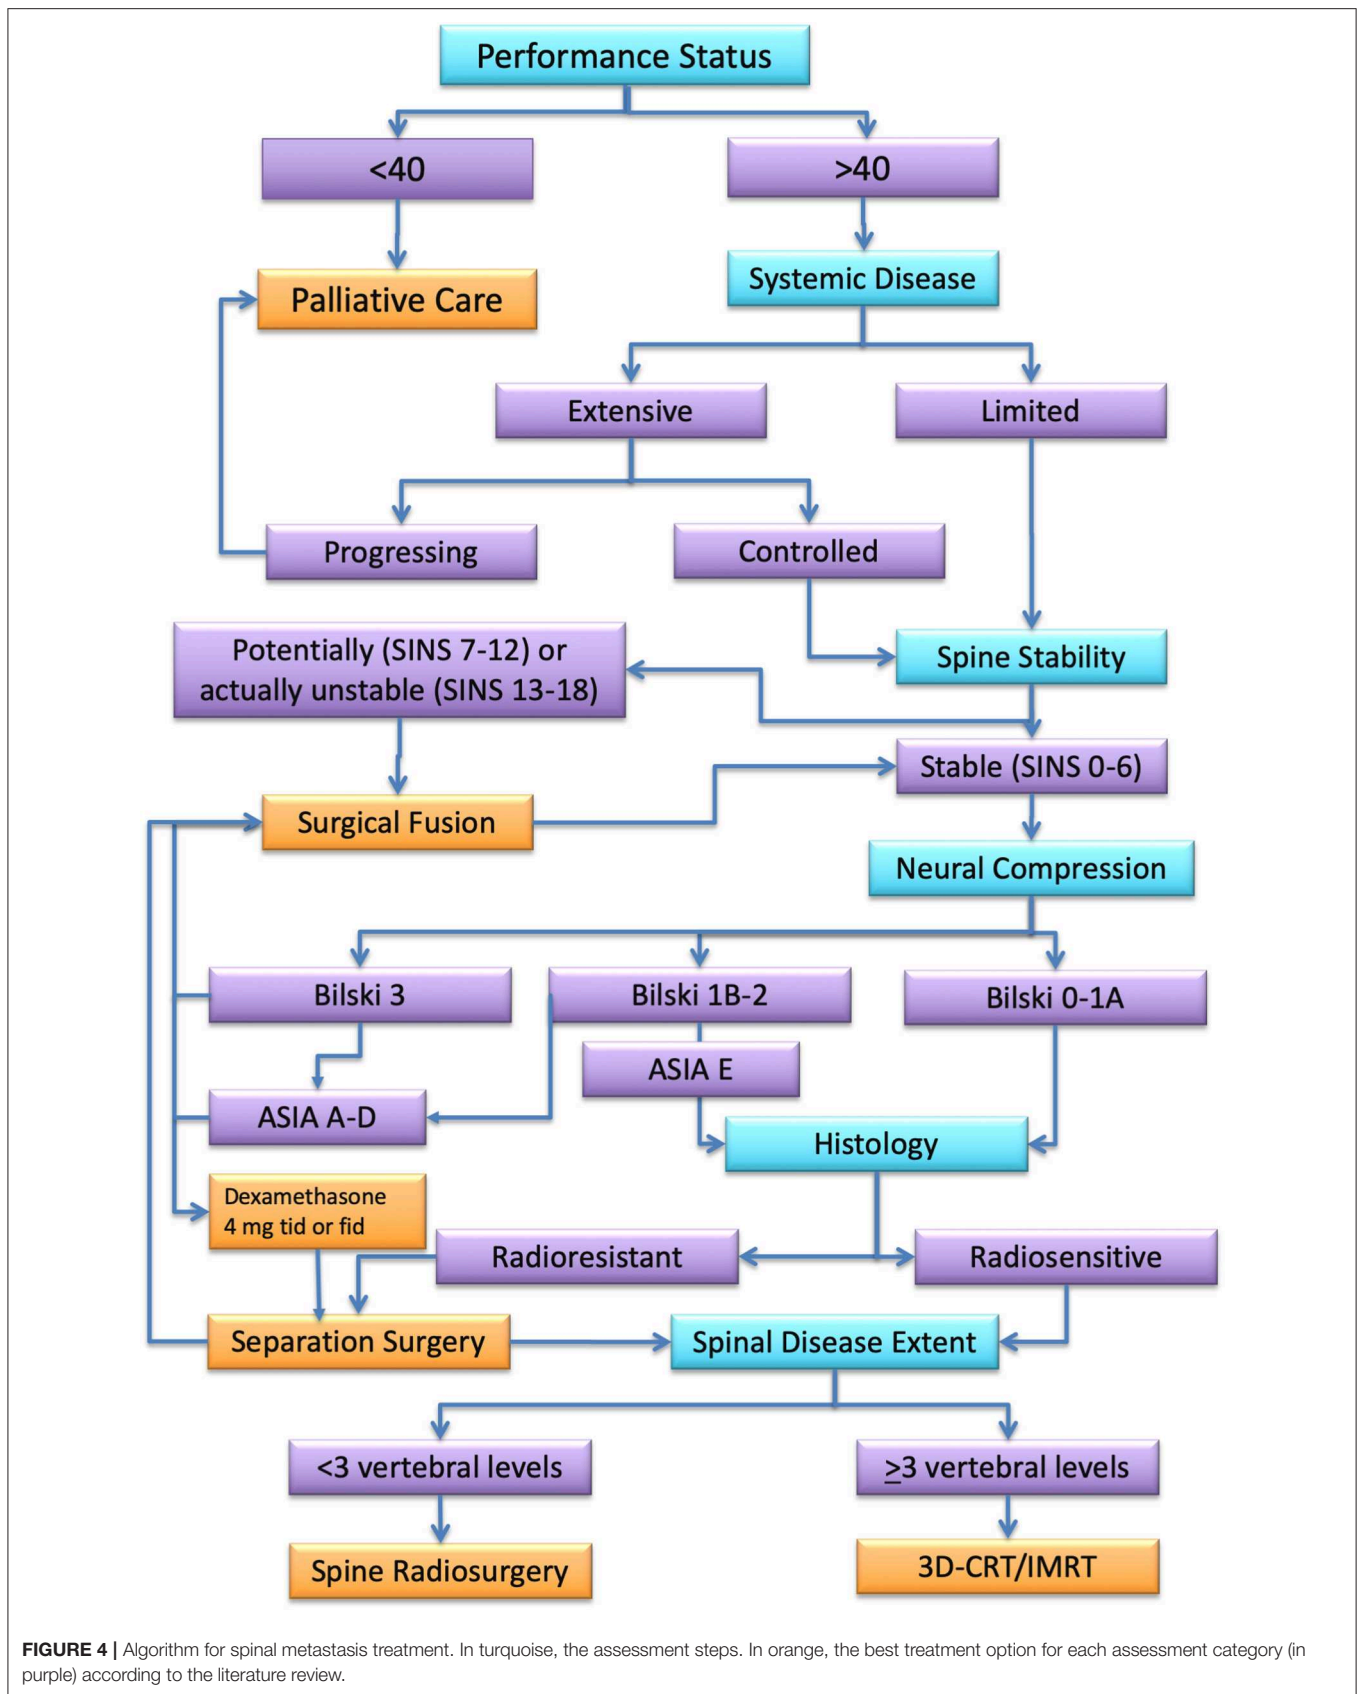 Performance Status
<40
>40
Palliative Care
Systemic Disease
Extensive
Limited
Progressing
Controlled
Potentially (SINS 7-12) or
actually unstable (SINS 13-18)
Spine Stability
Stable (SINS 0-6)
Surgical Fusion
Neural Compression
Bilski 3
Bilski 1B-2
Bilski 0-1A
ASIA E
ASIA A-D
Histology
Dexamethasone
4 mg tid or fid
Radioresistant
Radiosensitive
Separation Surgery
Spinal Disease Extent
<3 vertebral levels
≥3 vertebral levels
Spine Radiosurgery
3D-CRT/IMRT
FIGURE 4 | Algorithm for spinal metastasis treatment. In turquoise, the assessment steps. In orange, the best treatment option for each assessment category (in
purple) according to the literature review.